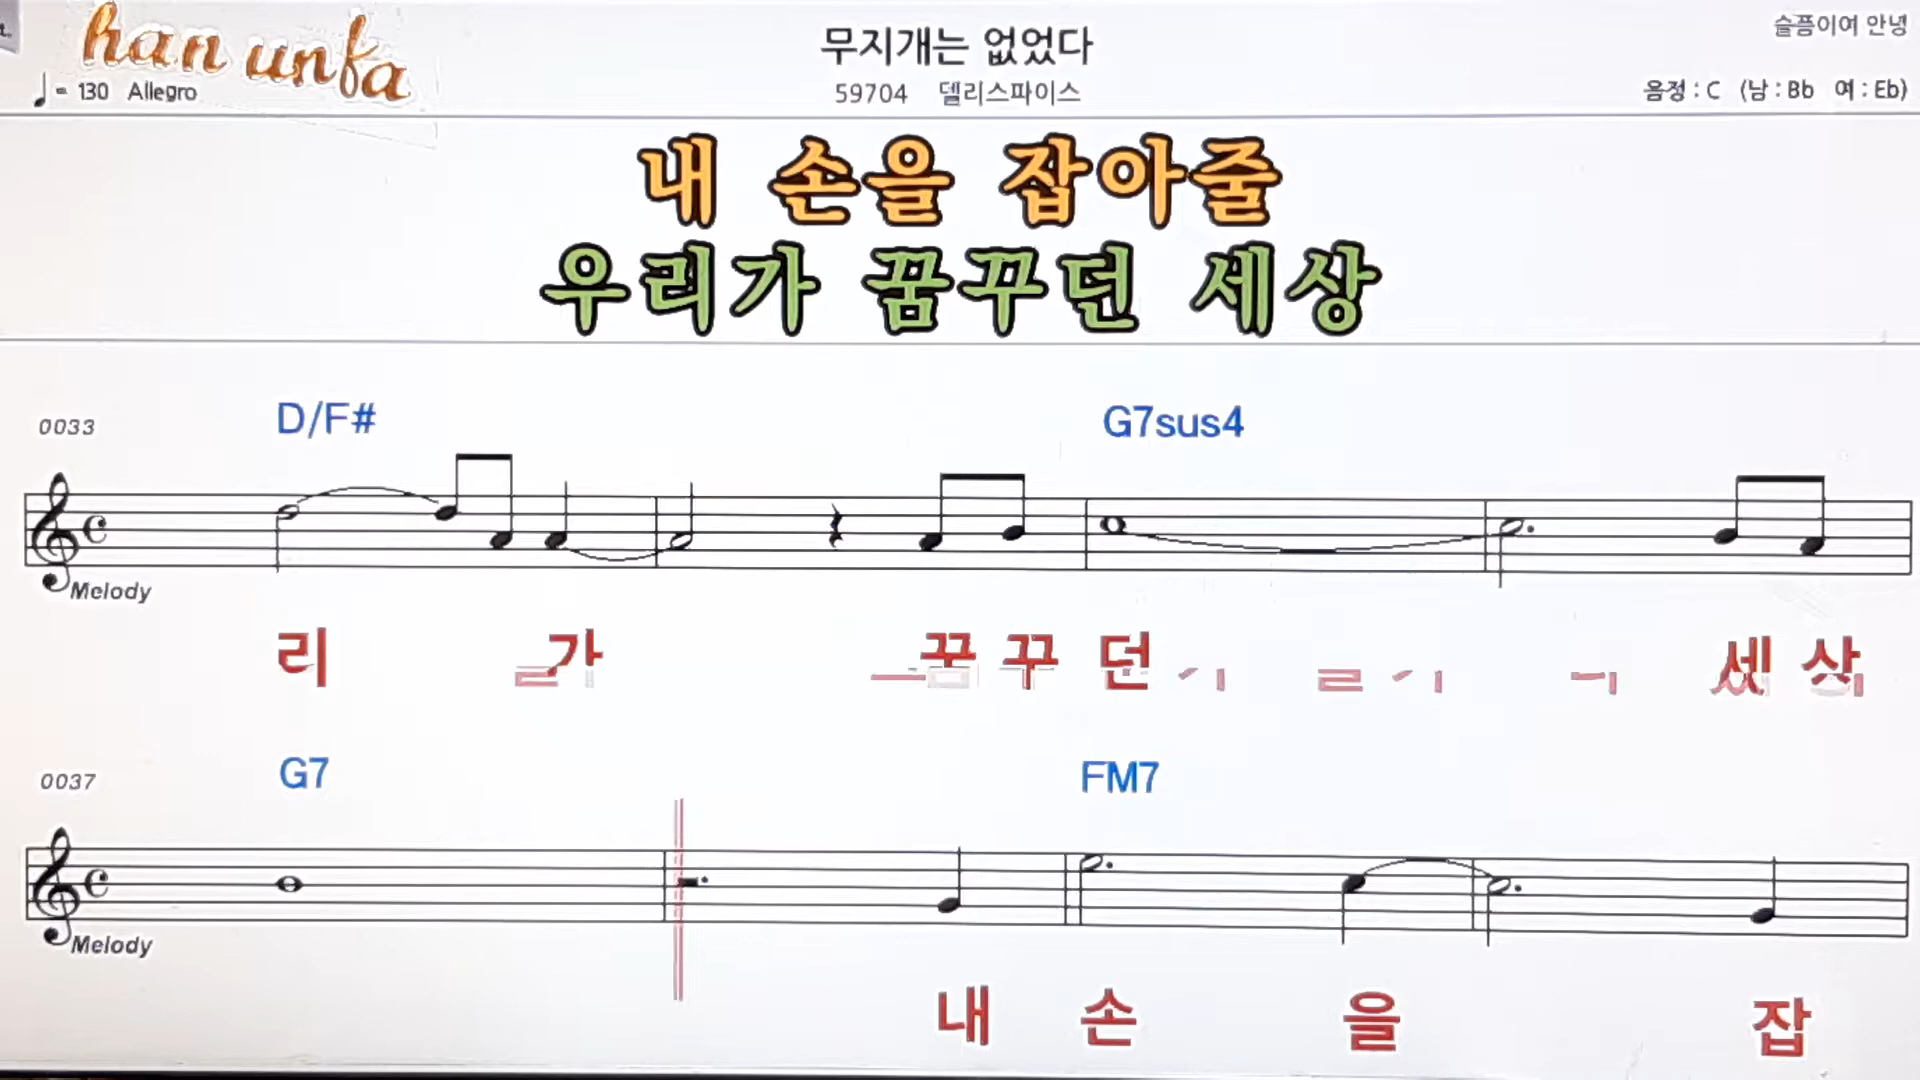 han unfa
무지개는 없었다
슬픔이여 안녕
♩= 130 Allegro
59704 델리스파이스
음정 : C (남 : Bb 여 : Eb)
내 손을 잡아줄
우리가 꿈꾸던 세상
0033 D/F# G7sus4
Melody
리 가 꿈 꾸 던 세 상
0037 G7 FM7
Melody
내 손 을 잡